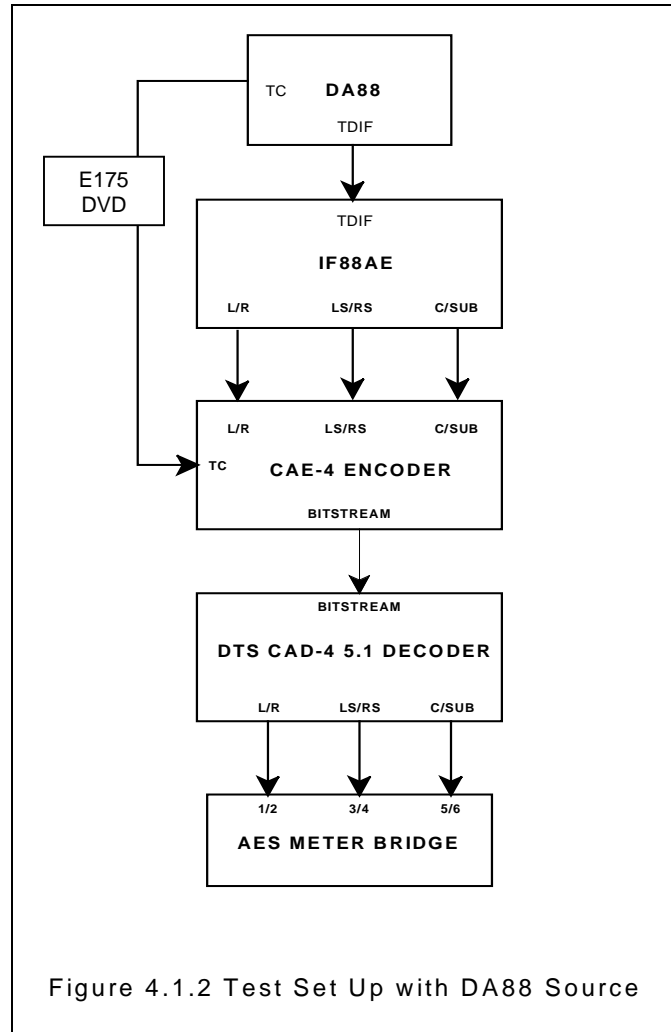 TC DA88
TDIF
E175
DVD
TDIF
IF88AE
L/R LS/RS C/SUB
L/R LS/RS C/SUB
TC CAE-4 ENCODER
BITSTREAM
BITSTREAM
DTS CAD-4 5.1 DECODER
L/R LS/RS C/SUB
1/2 3/4 5/6
AES METER BRIDGE
Figure 4.1.2 Test Set Up with DA88 Source